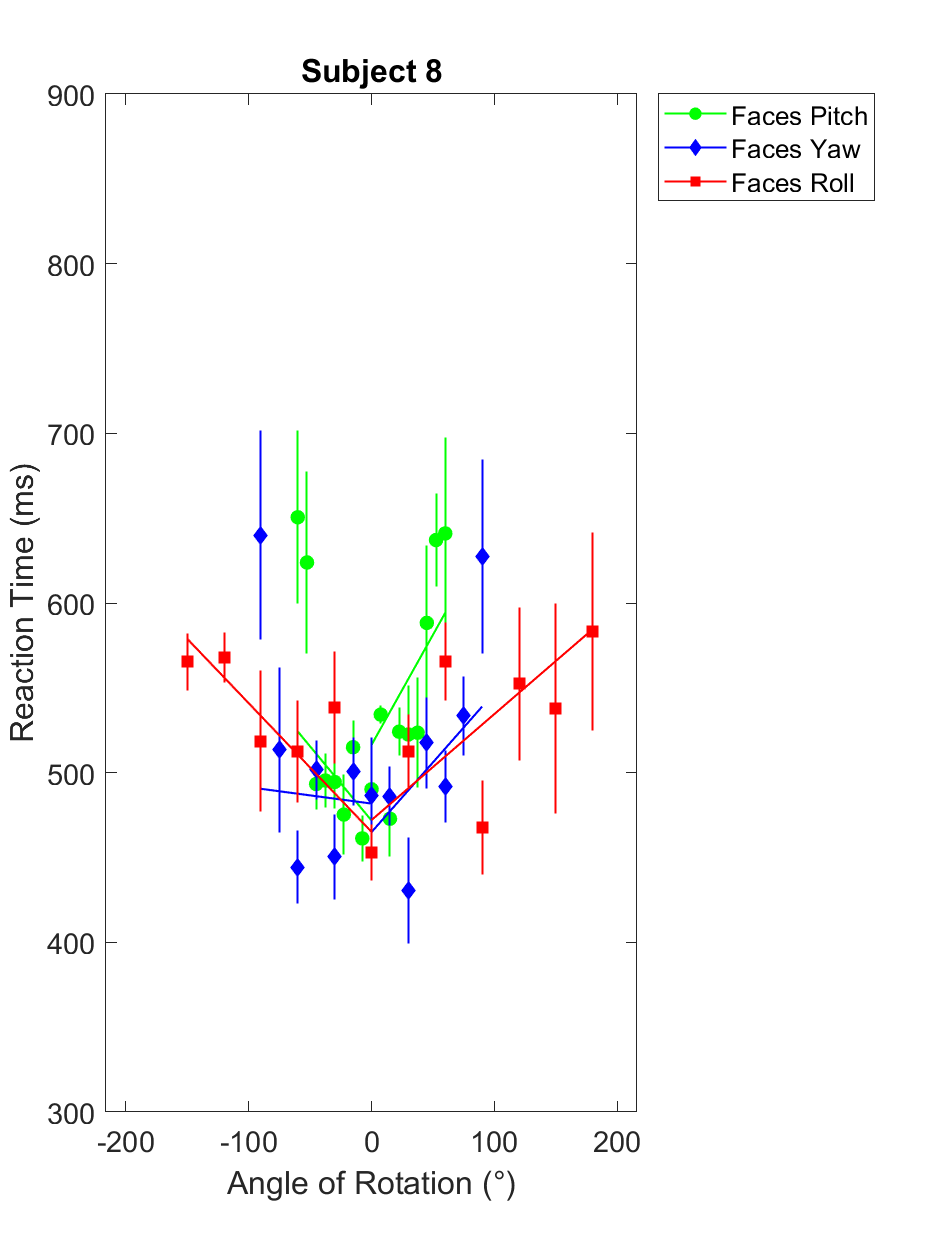 Subject 8
Faces Pitch
Faces Yaw
Faces Roll
900
800
700
600
500
400
300
Reaction Time (ms)
-200 -100 0 100 200
Angle of Rotation (°)